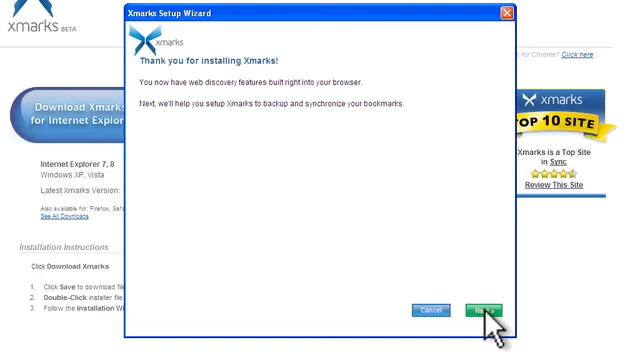 xmarks BETA
Xmarks Setup Wizard
xmarks
Thank you for installing Xmarks!
You now have web discovery features built right into your browser.
Next, we'll help you setup Xmarks to backup and synchronize your bookmarks.
Cancel
for Chrome? Click here
Download Xmarks
for Internet Explor
Internet Explorer 7, 8
Windows XP, Vista
Latest Xmarks Version:
Also available for: Firefox, Safa
See All Downloads
Installation Instructions
Click Download Xmarks
1. Click Save to download file
2. Double-Click installer file
3. Follow the Installation Wi
xmarks
TOP 10 SITE
Xmarks is a Top Site
in Sync
Review This Site